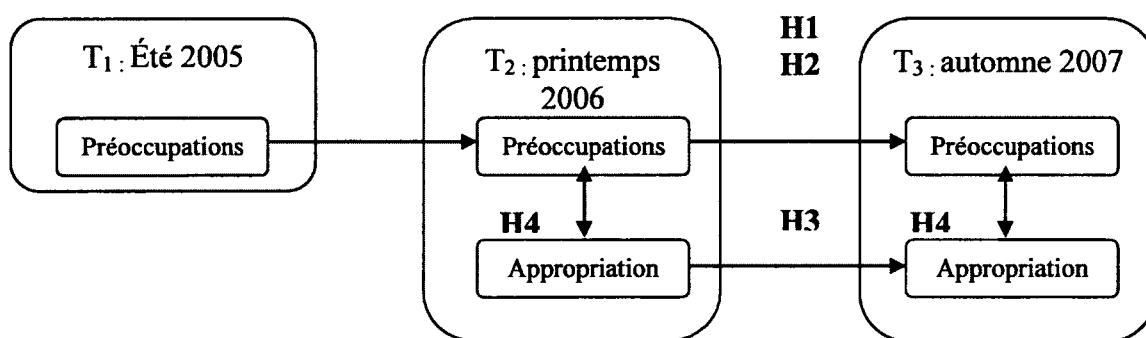 T1 : Été 2005
Préoccupations
T2 : printemps
2006
Préoccupations
H4
Appropriation
H1
H2
H3
T3 : automne 2007
Préoccupations
H4
Appropriation